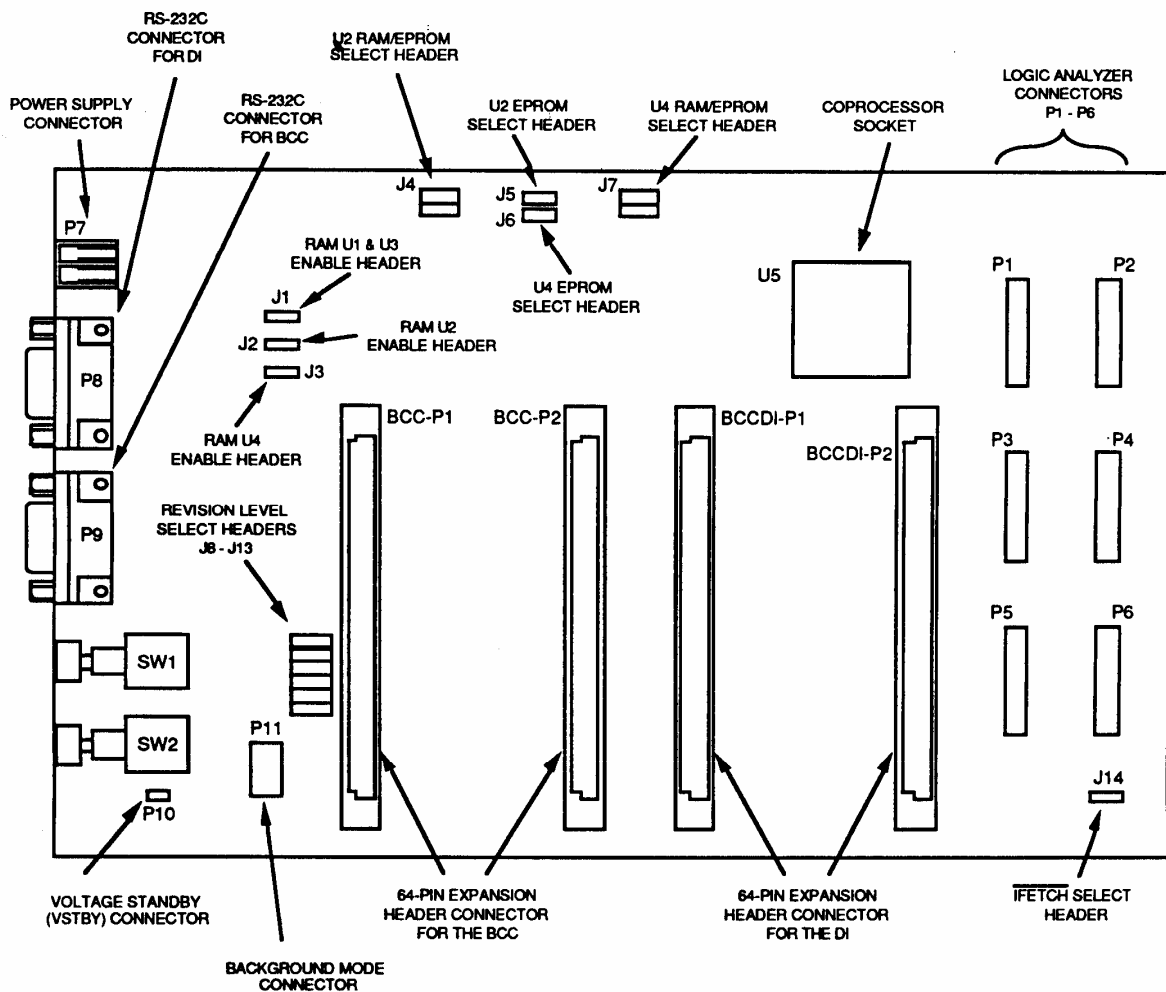 RS-232C
CONNECTOR
FOR DI
U2 RAM/EPROM
SELECT HEADER
POWER SUPPLY
CONNECTOR
RS-232C
CONNECTOR
FOR BCC
U2 EPROM
SELECT HEADER
U4 RAM/EPROM
SELECT HEADER
COPROCESSOR
SOCKET
LOGIC ANALYZER
CONNECTORS
P1 - P6
J4
J5
J6
J7
P7
RAM U1 & U3
ENABLE HEADER
U4 EPROM
SELECT HEADER
U5
P1
P2
J1
RAM U2
ENABLE HEADER
J2
J3
P8
RAM U4
ENABLE HEADER
BCC-P1
BCC-P2
BCCDI-P1
BCCDI-P2
P3
P4
P9
REVISION LEVEL
SELECT HEADERS
J8 - J13
P5
P6
SW1
SW2
P11
P10
J14
VOLTAGE STANDBY
(VSTBY) CONNECTOR
64-PIN EXPANSION
HEADER CONNECTOR
FOR THE BCC
64-PIN EXPANSION
HEADER CONNECTOR
FOR THE DI
IFETCH SELECT
HEADER
BACKGROUND MODE
CONNECTOR